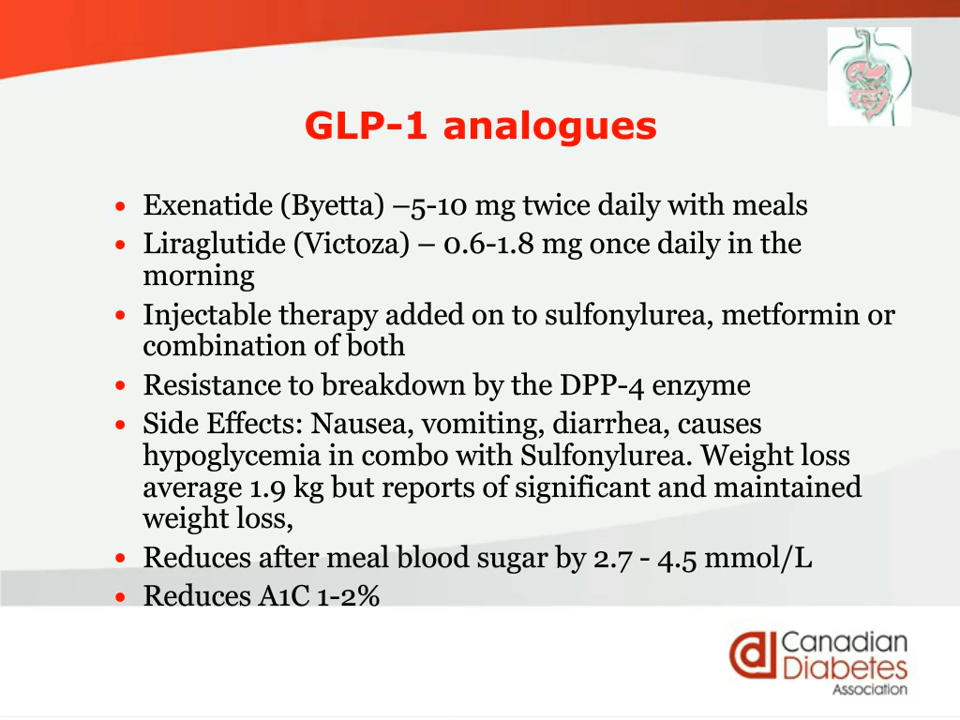 GLP-1 analogues
• Exenatide (Byetta) –5-10 mg twice daily with meals
• Liraglutide (Victoza) – 0.6-1.8 mg once daily in the
morning
• Injectable therapy added on to sulfonylurea, metformin or
combination of both
• Resistance to breakdown by the DPP-4 enzyme
• Side Effects: Nausea, vomiting, diarrhea, causes
hypoglycemia in combo with Sulfonylurea. Weight loss
average 1.9 kg but reports of significant and maintained
weight loss,
• Reduces after meal blood sugar by 2.7 - 4.5 mmol/L
• Reduces A1C 1-2%
Canadian
Diabetes
Association